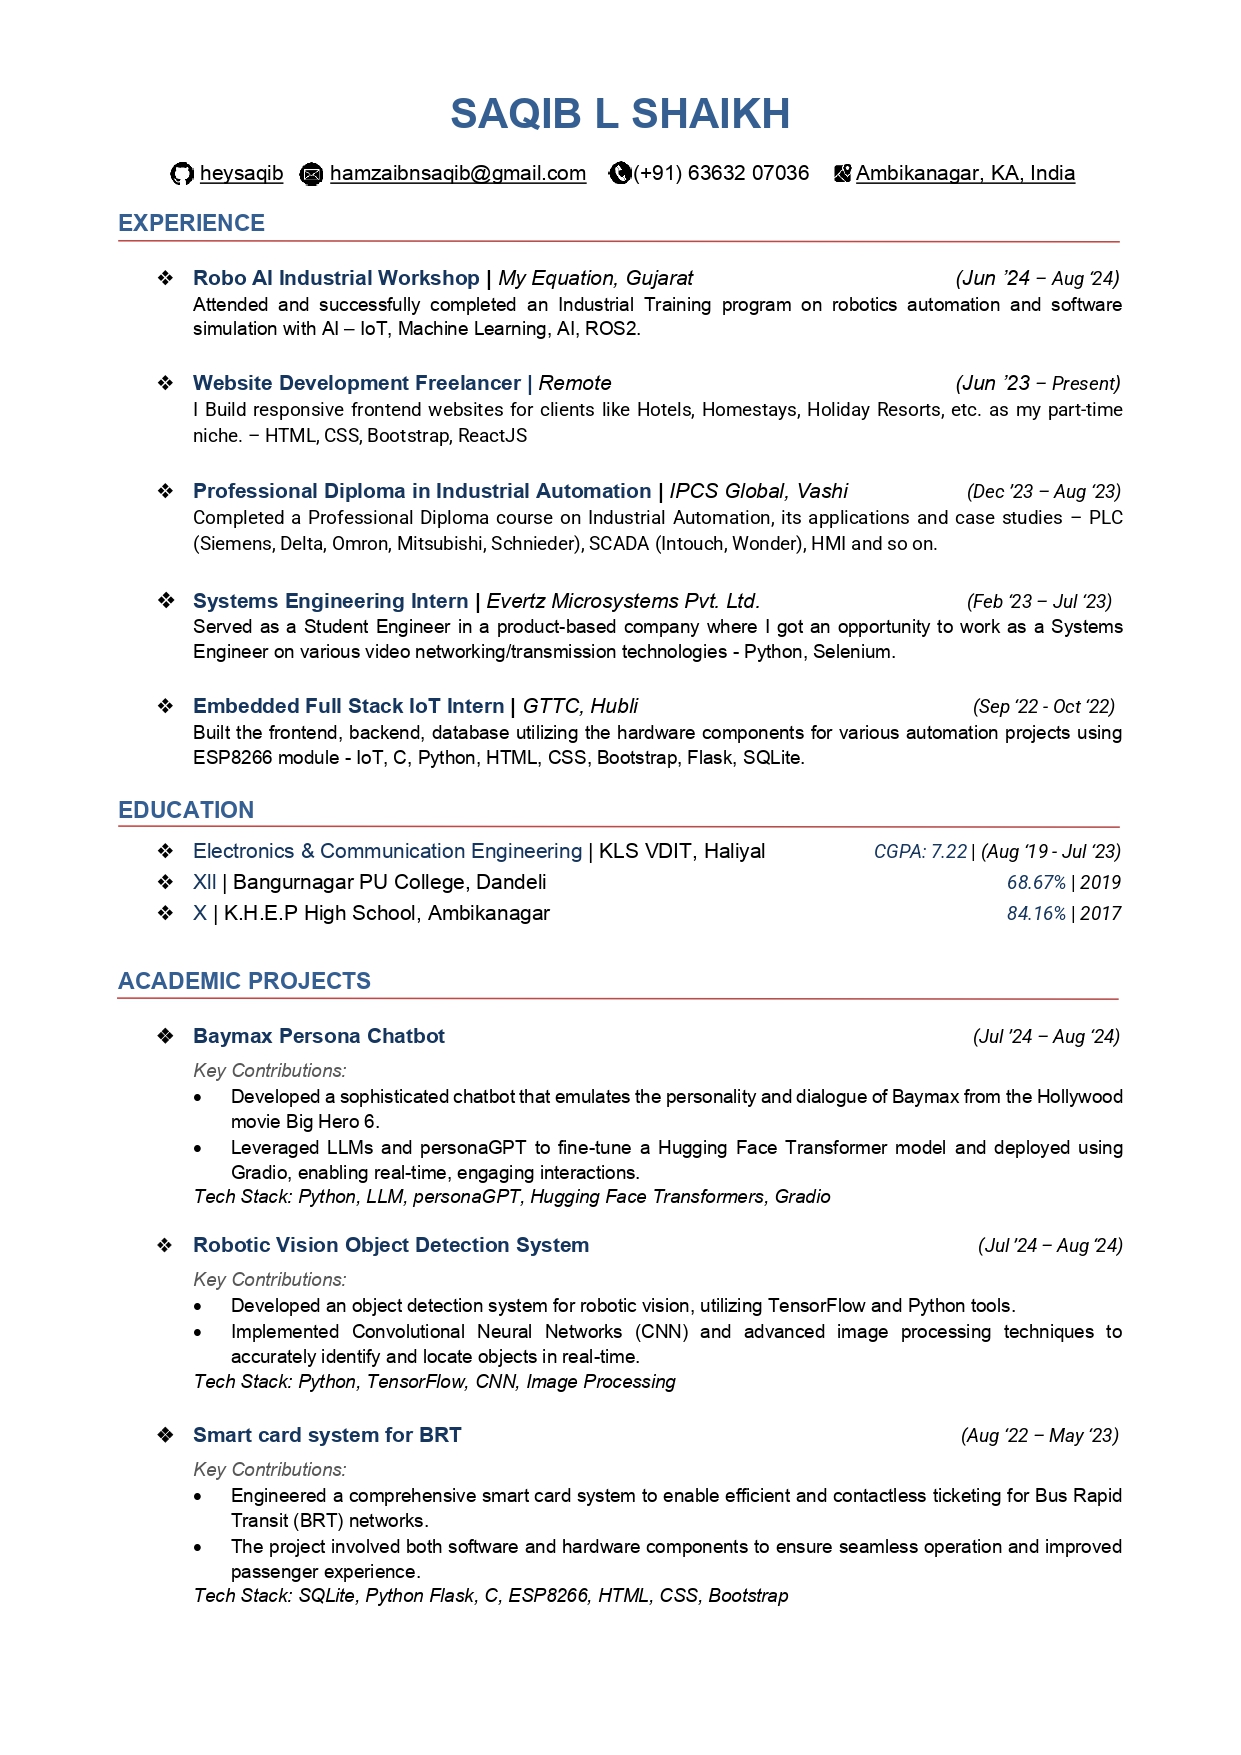 SAQIB L SHAIKH
heysaqib hamzaibnsaqib@gmail.com (+91) 63632 07036 Ambikanagar, KA, India
EXPERIENCE
❖ Robo AI Industrial Workshop | My Equation, Gujarat (Jun ’24 – Aug ‘24)
Attended and successfully completed an Industrial Training program on robotics automation and software
simulation with AI – IoT, Machine Learning, AI, ROS2.
❖ Website Development Freelancer | Remote (Jun ’23 – Present)
I Build responsive frontend websites for clients like Hotels, Homestays, Holiday Resorts, etc. as my part-time
niche. – HTML, CSS, Bootstrap, ReactJS
❖ Professional Diploma in Industrial Automation | IPCS Global, Vashi (Dec ’23 – Aug ‘23)
Completed a Professional Diploma course on Industrial Automation, its applications and case studies – PLC
(Siemens, Delta, Omron, Mitsubishi, Schnieder), SCADA (Intouch, Wonder), HMI and so on.
❖ Systems Engineering Intern | Evertz Microsystems Pvt. Ltd. (Feb ‘23 – Jul ‘23)
Served as a Student Engineer in a product-based company where I got an opportunity to work as a Systems
Engineer on various video networking/transmission technologies - Python, Selenium.
❖ Embedded Full Stack IoT Intern | GTTC, Hubli (Sep ‘22 - Oct ‘22)
Built the frontend, backend, database utilizing the hardware components for various automation projects using
ESP8266 module - IoT, C, Python, HTML, CSS, Bootstrap, Flask, SQLite.
EDUCATION
❖ Electronics & Communication Engineering | KLS VDIT, Haliyal CGPA: 7.22 | (Aug ‘19 - Jul ‘23)
❖ XII | Bangurnagar PU College, Dandeli 68.67% | 2019
❖ X | K.H.E.P High School, Ambikanagar 84.16% | 2017
ACADEMIC PROJECTS
❖ Baymax Persona Chatbot (Jul ’24 – Aug ‘24)
Key Contributions:
• Developed a sophisticated chatbot that emulates the personality and dialogue of Baymax from the Hollywood
movie Big Hero 6.
• Leveraged LLMs and personaGPT to fine-tune a Hugging Face Transformer model and deployed using
Gradio, enabling real-time, engaging interactions.
Tech Stack: Python, LLM, personaGPT, Hugging Face Transformers, Gradio
❖ Robotic Vision Object Detection System (Jul ’24 – Aug ‘24)
Key Contributions:
• Developed an object detection system for robotic vision, utilizing TensorFlow and Python tools.
• Implemented Convolutional Neural Networks (CNN) and advanced image processing techniques to
accurately identify and locate objects in real-time.
Tech Stack: Python, TensorFlow, CNN, Image Processing
❖ Smart card system for BRT (Aug ‘22 – May ‘23)
Key Contributions:
• Engineered a comprehensive smart card system to enable efficient and contactless ticketing for Bus Rapid
Transit (BRT) networks.
• The project involved both software and hardware components to ensure seamless operation and improved
passenger experience.
Tech Stack: SQLite, Python Flask, C, ESP8266, HTML, CSS, Bootstrap